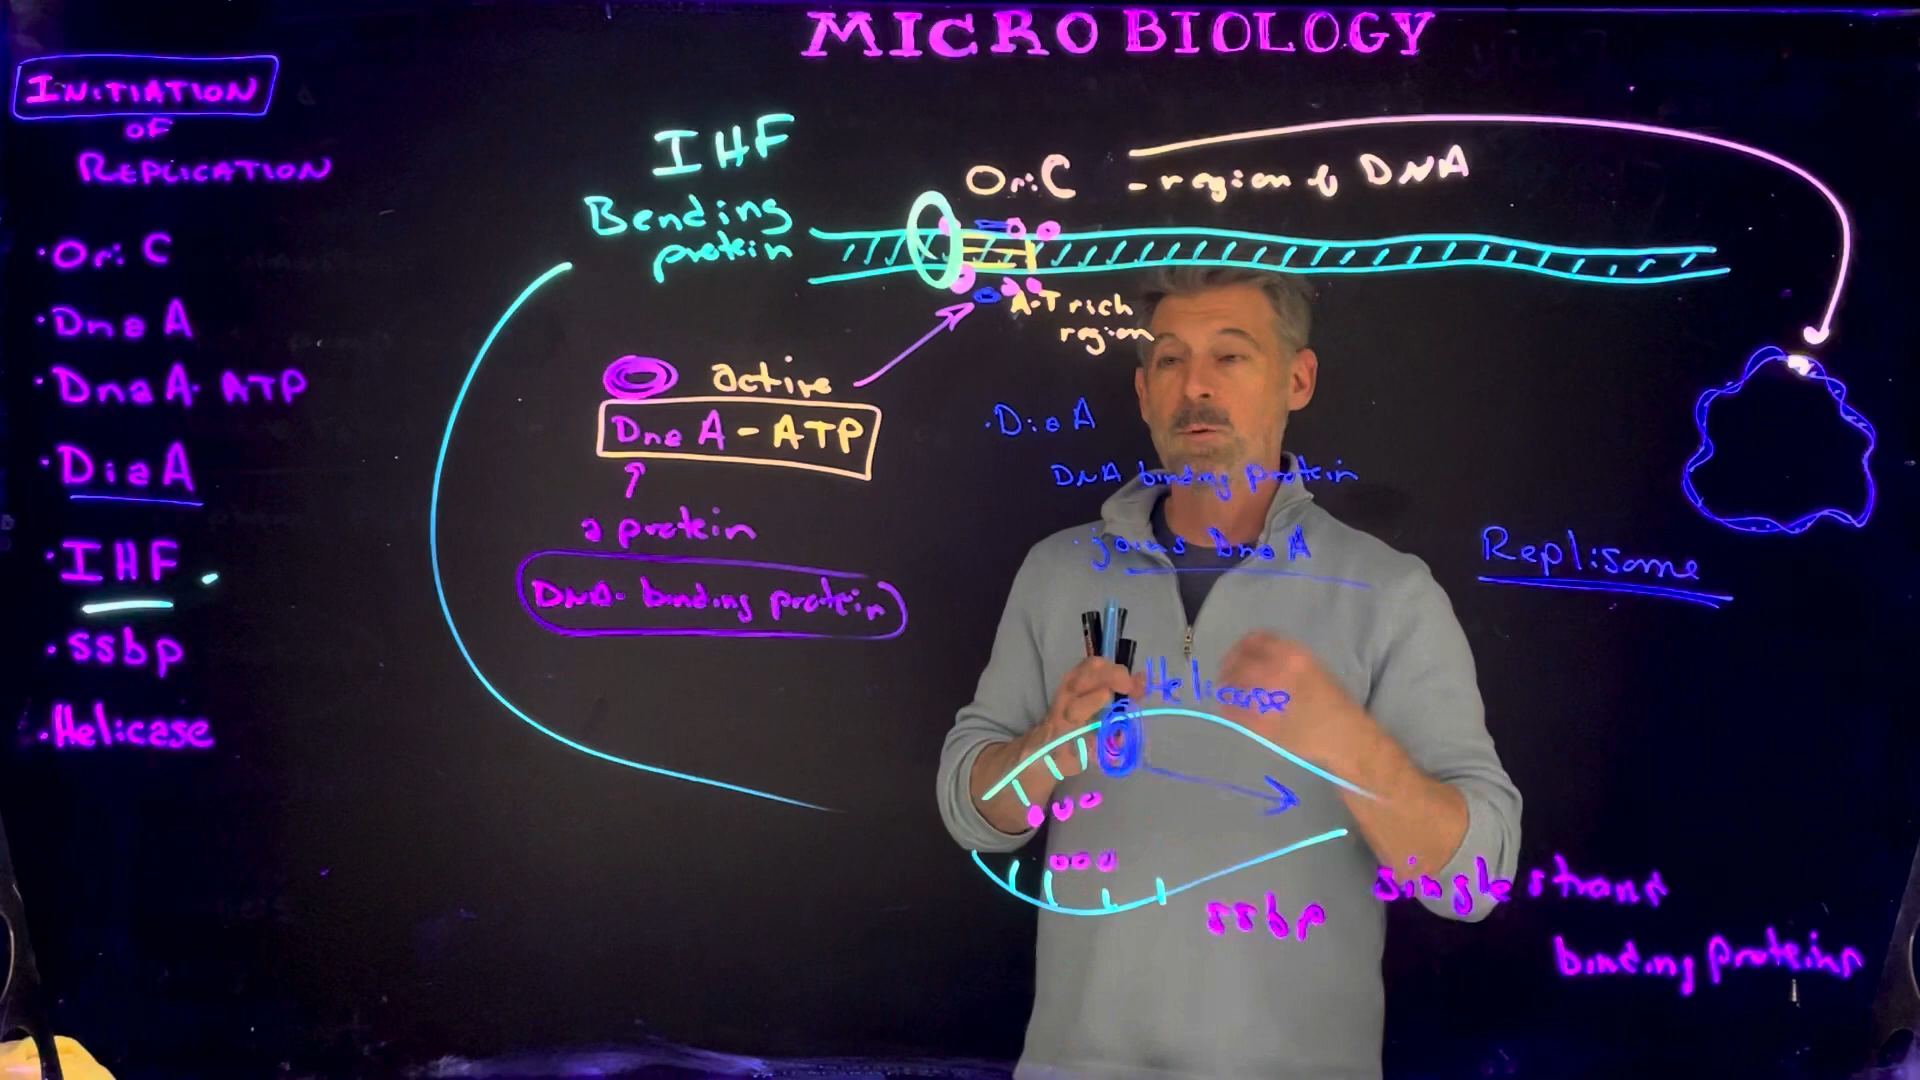 MICROBIOLOGY
INITIATION
OF
REPLICATION
· Ori C
· DnaA
· DnaA · ATP
· DiaA
· IHF
· ssbp
· Helicase
IHF
Bending
protein
OriC - region of DNA
A-T rich
region
active
DnaA - ATP
a protein
DNA-binding protein
· DiaA
DNA binding protein
· joins DnaA
Replisome
Helicase
ssbp single strand
binding proteins